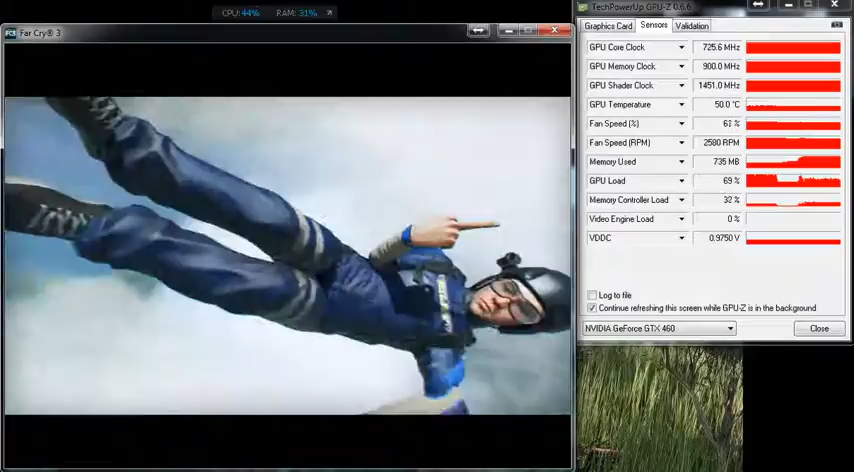 CPU:44% RAM:31%
Far Cry® 3
TechPowerUp GPU-Z 0.6.6
Graphics Card Sensors Validation
GPU Core Clock 725.6 MHz
GPU Memory Clock 900.0 MHz
GPU Shader Clock 1451.0 MHz
GPU Temperature 50.0 °C
Fan Speed (%) 61 %
Fan Speed (RPM) 2580 RPM
Memory Used 735 MB
GPU Load 69 %
Memory Controller Load 32 %
Video Engine Load 0 %
VDDC 0.9750 V
Log to file
Continue refreshing this screen while GPU-Z is in the background
NVIDIA GeForce GTX 460 Close